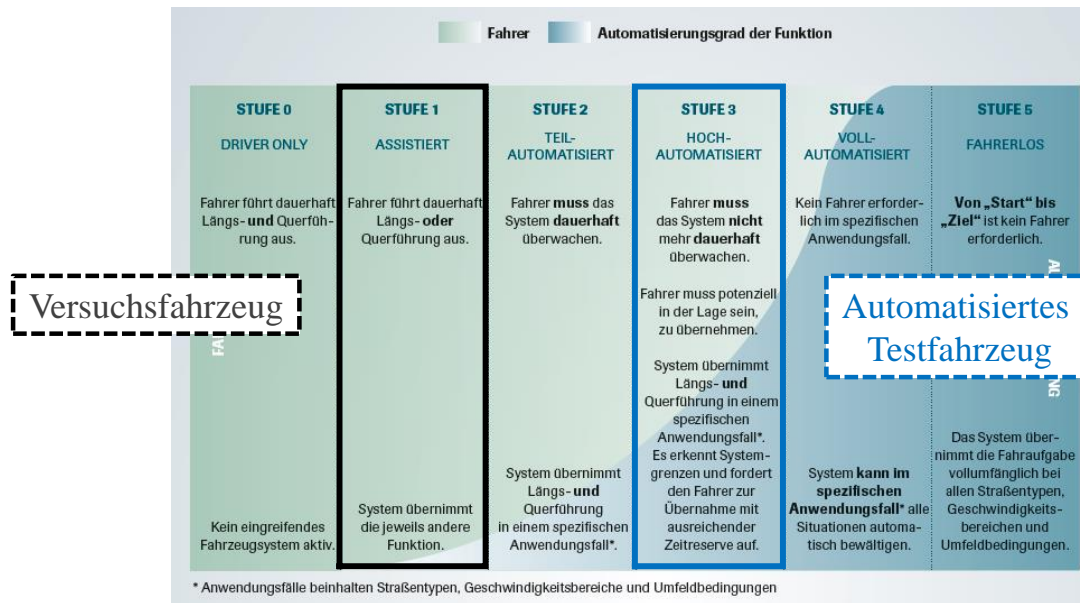 Fahrer
Automatisierungsgrad der Funktion
STUFE 0
DRIVER ONLY
Fahrer führt dauerhaft
Längs- und Querfüh-
rung aus.
Kein eingreifendes
Fahrzeugsystem aktiv.
STUFE 1
ASSISTIERT
Fahrer führt dauerhaft
Längs- oder
Querführung aus.
System übernimmt
die jeweils andere
Funktion.
STUFE 2
TEIL-
AUTOMATISIERT
Fahrer muss das
System dauerhaft
überwachen.
System übernimmt
Längs- und
Querführung
in einem spezifischen
Anwendungsfall*.
STUFE 3
HOCH-
AUTOMATISIERT
Fahrer muss
das System nicht
mehr dauerhaft
überwachen.
Fahrer muss potenziell
in der Lage sein,
zu übernehmen.
System übernimmt
Längs- und
Querführung in einem
spezifischen
Anwendungsfall*.
Es erkennt System-
grenzen und fordert
den Fahrer zur
Übernahme mit
ausreichender
Zeitreserve auf.
STUFE 4
VOLL-
AUTOMATISIERT
Kein Fahrer erforder-
lich im spezifischen
Anwendungsfall.
System kann im
spezifischen
Anwendungsfall* alle
Situationen automa-
tisch bewältigen.
STUFE 5
FAHRERLOS
Von „Start“ bis
„Ziel“ ist kein Fahrer
erforderlich.
Das System über-
nimmt die Fahraufgabe
vollumfänglich bei
allen Straßentypen,
Geschwindigkeits-
bereichen und
Umfeldbedingungen.
Versuchsfahrzeug
Automatisiertes
Testfahrzeug
* Anwendungsfälle beinhalten Straßentypen, Geschwindigkeitsbereiche und Umfeldbedingungen